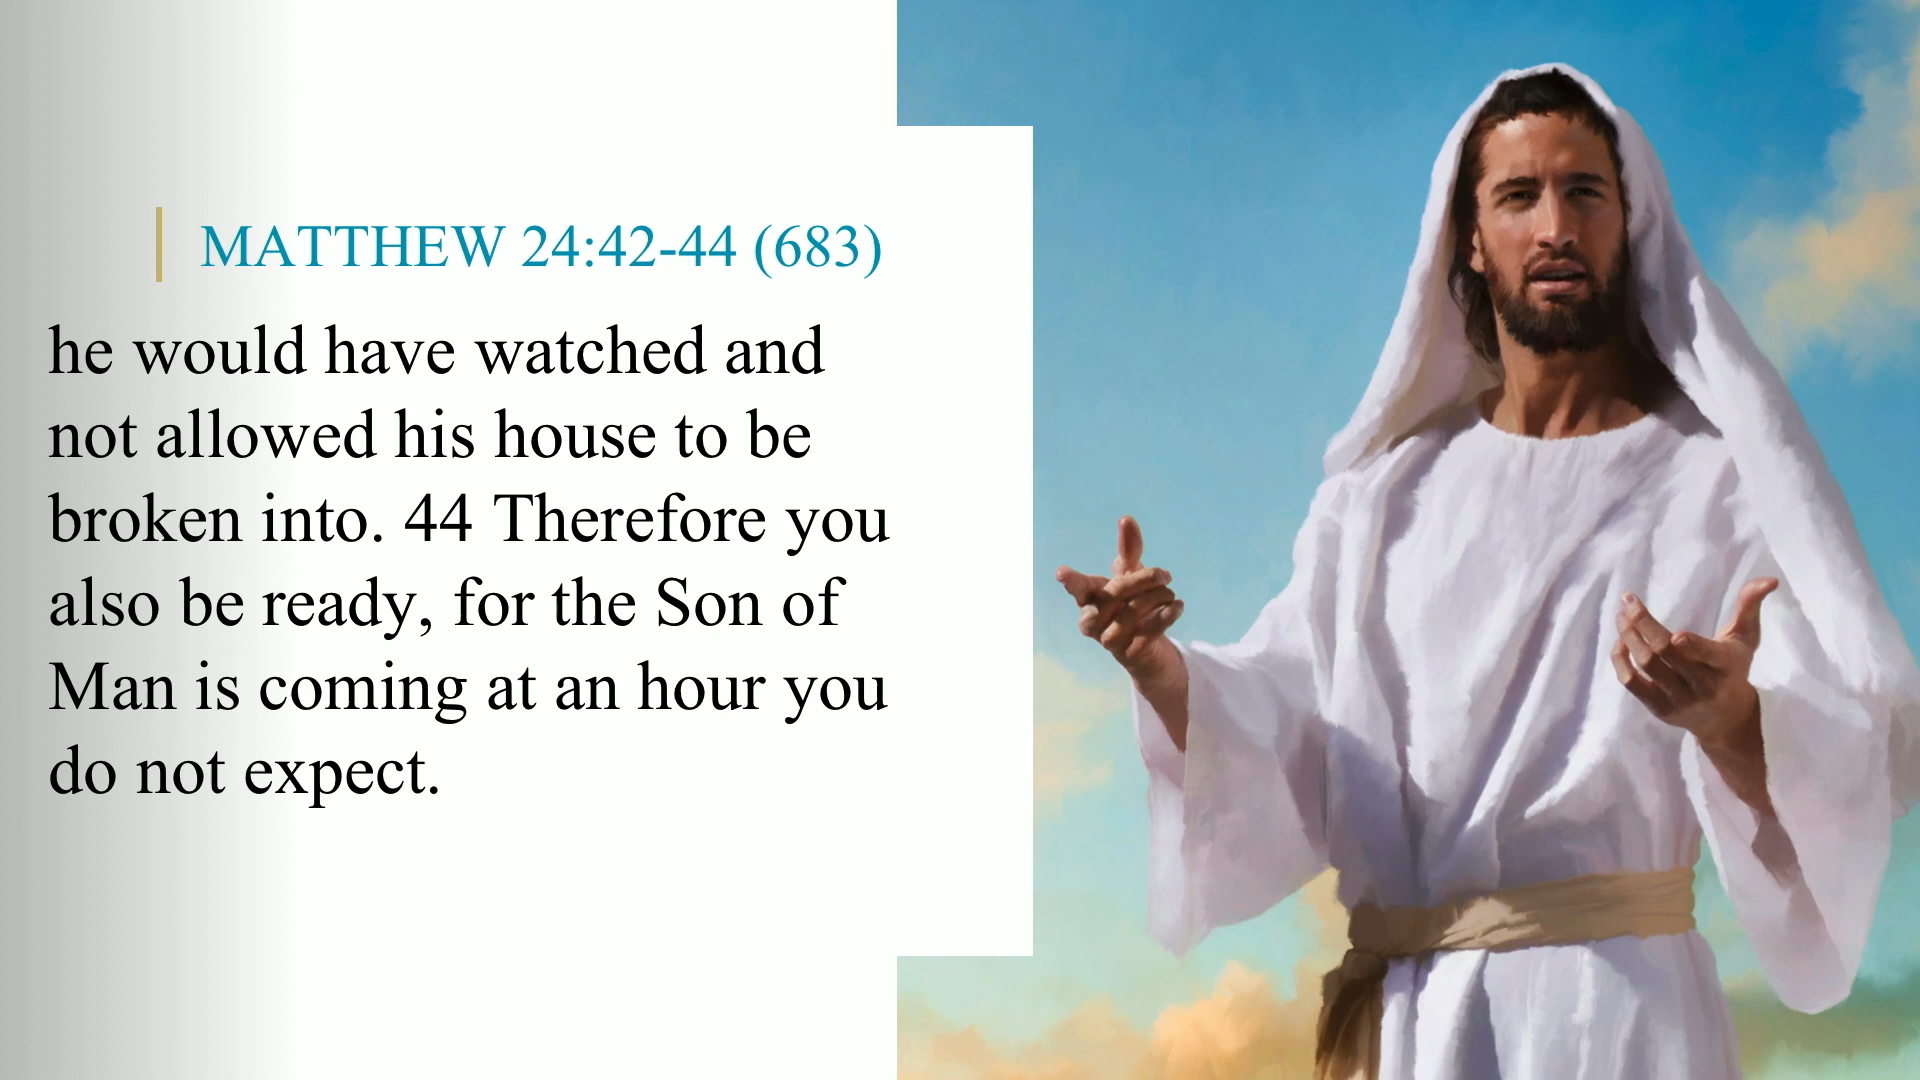 MATTHEW 24:42-44 (683)
he would have watched and
not allowed his house to be
broken into. 44 Therefore you
also be ready, for the Son of
Man is coming at an hour you
do not expect.